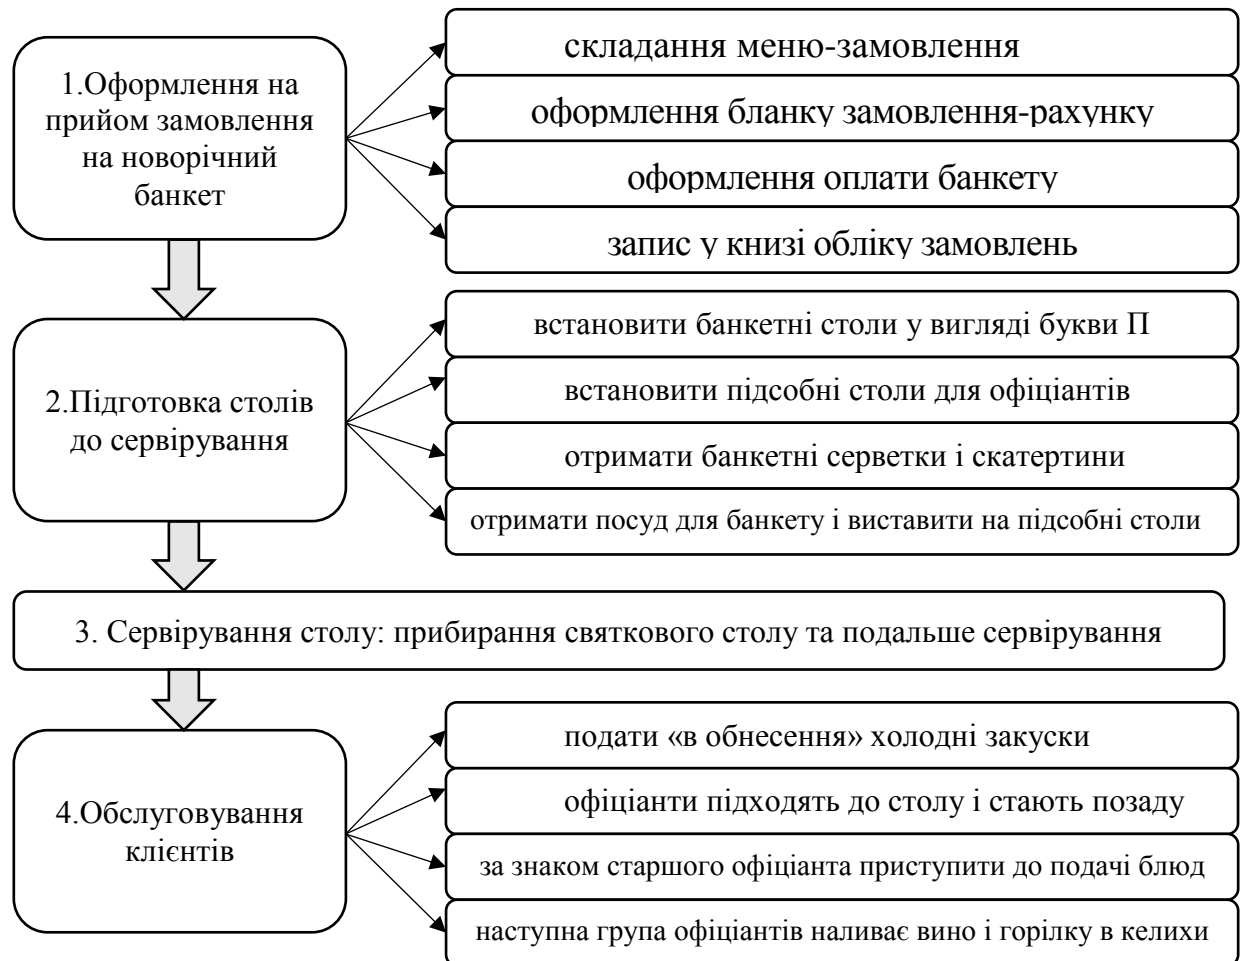 1.Оформлення на
прийом замовлення
на новорічний
банкет
складання меню-замовлення
оформлення бланку замовлення-рахунку
оформлення оплати банкету
запис у книзі обліку замовлень
2.Підготовка столів
до сервірування
встановити банкетні столи у вигляді букви П
встановити підсобні столи для офіціантів
отримати банкетні серветки і скатертини
отримати посуд для банкету і виставити на підсобні столи
3. Сервірування столу: прибирання святкового столу та подальше сервірування
4.Обслуговування
клієнтів
подати «в обнесення» холодні закуски
офіціанти підходять до столу і стають позаду
за знаком старшого офіціанта приступити до подачі блюд
наступна група офіціантів наливає вино і горілку в келихи